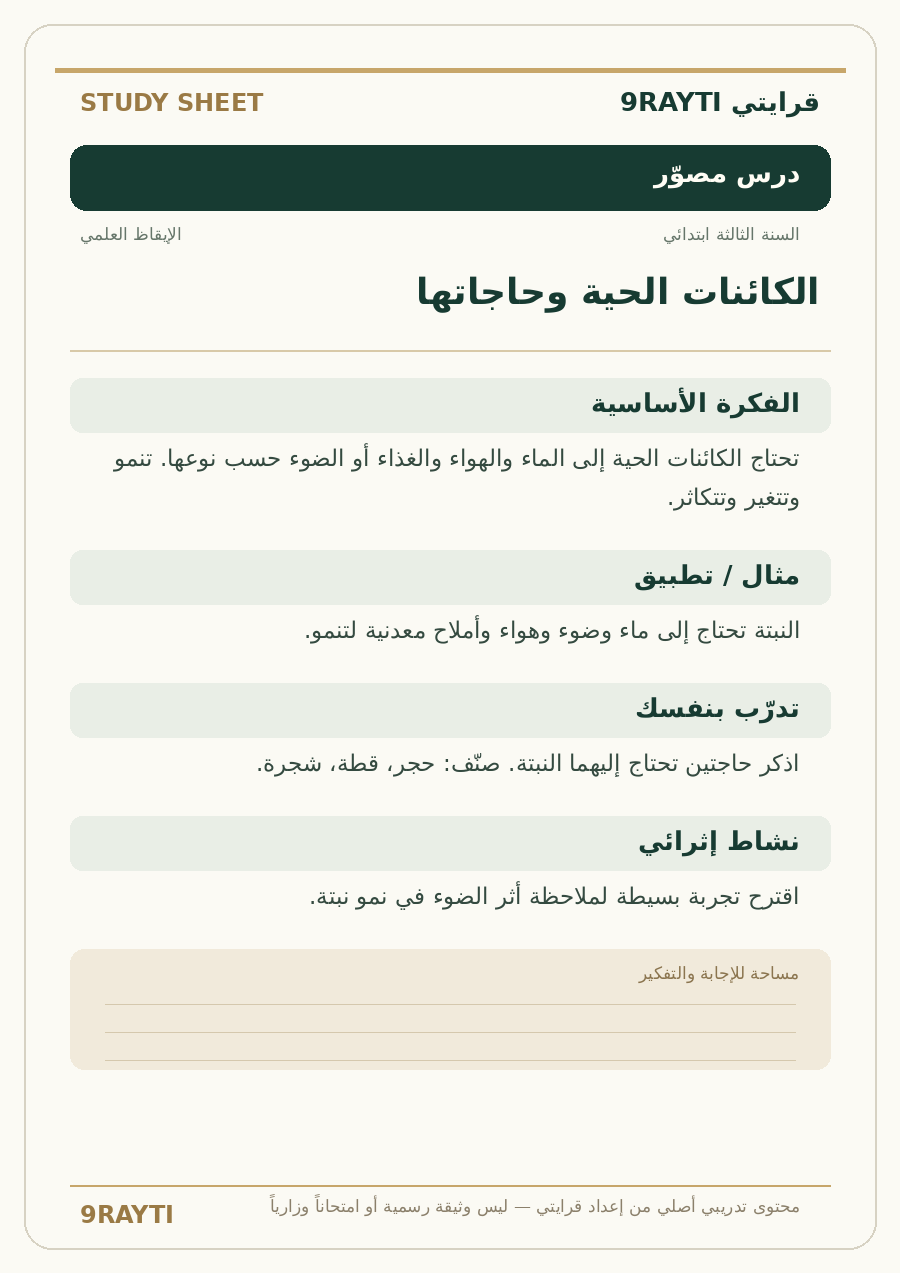 قرايتي 9RAYTI
STUDY SHEET
درس مصوّر
السنة الثالثة ابتدائي
الإيقاظ العلمي
الكائنات الحية وحاجاتها
الفكرة الأساسية
تحتاج الكائنات الحية إلى الماء والهواء والغذاء أو الضوء حسب نوعها. تنمو
وتتغير وتتكاثر.
مثال / تطبيق
النبتة تحتاج إلى ماء وضوء وهواء وأملاح معدنية لتنمو.
تدرّب بنفسك
اذكر حاجتين تحتاج إليهما النبتة. صنّف: حجر، قطة، شجرة.
نشاط إثرائي
اقترح تجربة بسيطة لملاحظة أثر الضوء في نمو نبتة.
مساحة للإجابة والتفكير
محتوى تدريبي أصلي من إعداد قرايتي — ليس وثيقة رسمية أو امتحاناً وزارياً
9RAYTI